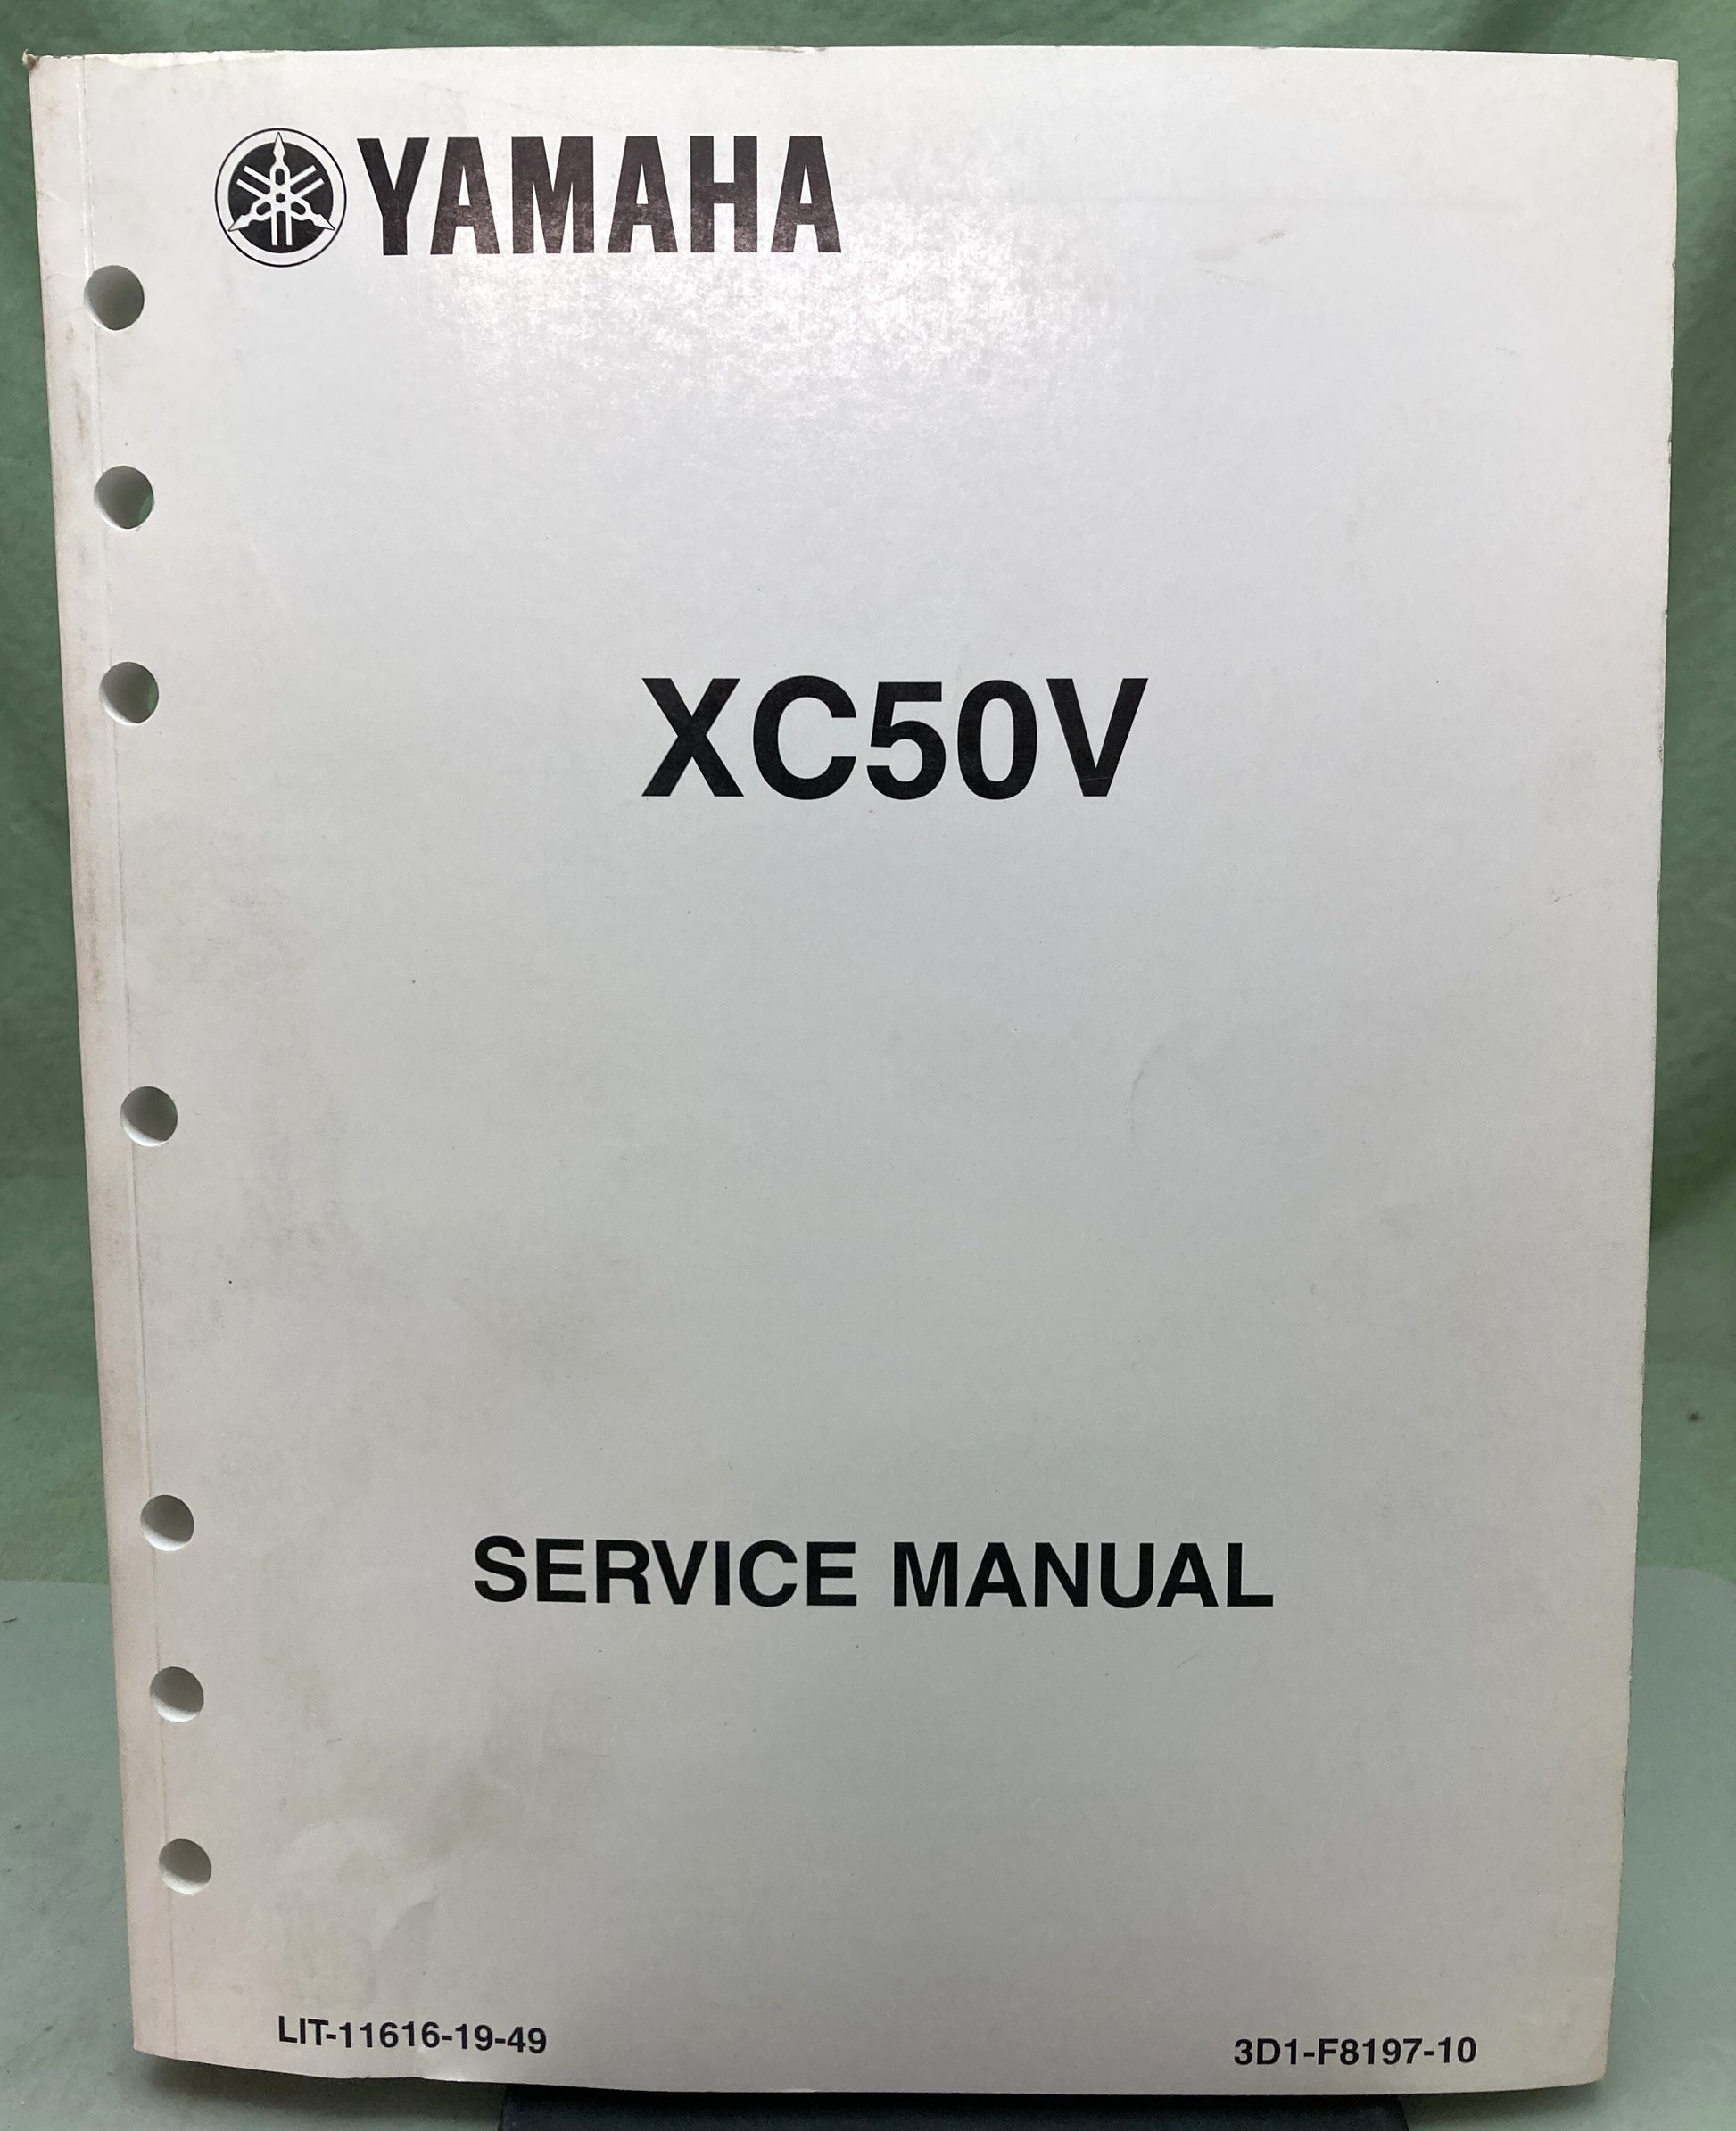 YAMAHA
XC50V
SERVICE MANUAL
LIT-11616-19-49
3D1-F8197-10